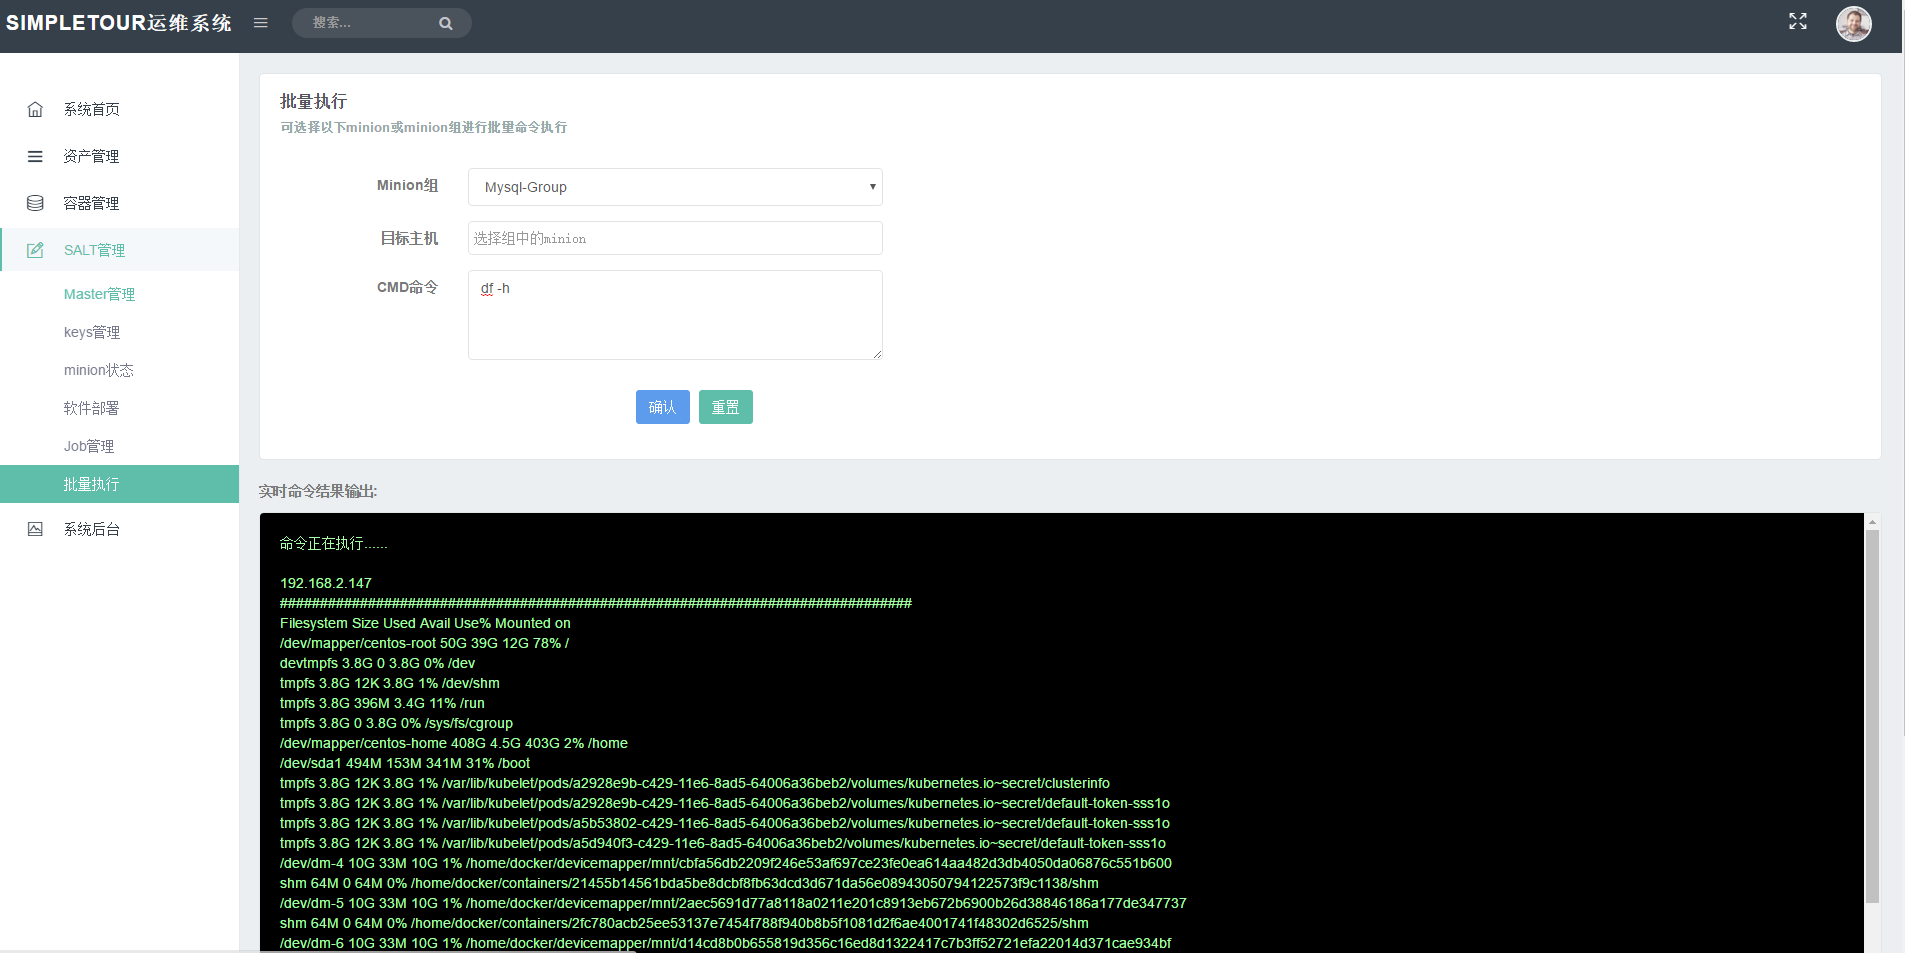 SIMPLETOUR运维系统
搜索...
系统首页
资产管理
容器管理
SALT管理
Master管理
keys管理
minion状态
软件部署
Job管理
批量执行
系统后台
批量执行
可选择以下minion或minion组进行批量命令执行
Minion组 Mysql-Group
目标主机 选择组中的minion
CMD命令 df -h
确认 重置
实时命令结果输出:
命令正在执行......
192.168.2.147
###############################################################################
Filesystem Size Used Avail Use% Mounted on
/dev/mapper/centos-root 50G 39G 12G 78% /
devtmpfs 3.8G 0 3.8G 0% /dev
tmpfs 3.8G 12K 3.8G 1% /dev/shm
tmpfs 3.8G 396M 3.4G 11% /run
tmpfs 3.8G 0 3.8G 0% /sys/fs/cgroup
/dev/mapper/centos-home 408G 4.5G 403G 2% /home
/dev/sda1 494M 153M 341M 31% /boot
tmpfs 3.8G 12K 3.8G 1% /var/lib/kubelet/pods/a2928e9b-c429-11e6-8ad5-64006a36beb2/volumes/kubernetes.io~secret/clusterinfo
tmpfs 3.8G 12K 3.8G 1% /var/lib/kubelet/pods/a2928e9b-c429-11e6-8ad5-64006a36beb2/volumes/kubernetes.io~secret/default-token-sss1o
tmpfs 3.8G 12K 3.8G 1% /var/lib/kubelet/pods/a5b53802-c429-11e6-8ad5-64006a36beb2/volumes/kubernetes.io~secret/default-token-sss1o
tmpfs 3.8G 12K 3.8G 1% /var/lib/kubelet/pods/a5d940f3-c429-11e6-8ad5-64006a36beb2/volumes/kubernetes.io~secret/default-token-sss1o
/dev/dm-4 10G 33M 10G 1% /home/docker/devicemapper/mnt/cbfa56db2209f246e53af697ce23fe0ea614aa482d3db4050da06876c551b600
shm 64M 0 64M 0% /home/docker/containers/21455b14561bda5be8dcbf8fb63dcd3d671da56e08943050794122573f9c1138/shm
/dev/dm-5 10G 33M 10G 1% /home/docker/devicemapper/mnt/2aec5691d77a8118a0211e201c8913eb672b6900b26d38846186a177de347737
shm 64M 0 64M 0% /home/docker/containers/2fc780acb25ee53137e7454f788f940b8b5f1081d2f6ae4001741f48302d6525/shm
/dev/dm-6 10G 33M 10G 1% /home/docker/devicemapper/mnt/d14cd8b0b655819d356c16ed8d1322417c7b3ff52721efa22014d371cae934bf